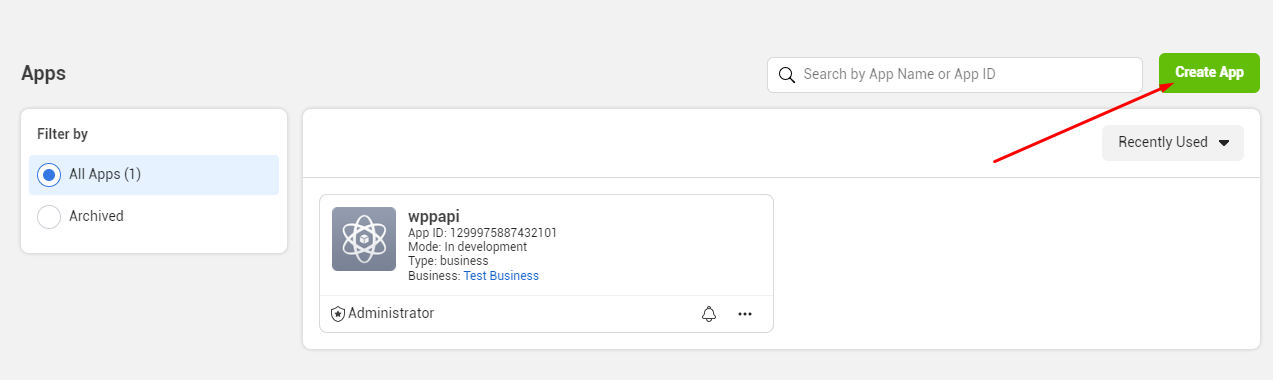 Apps
Search by App Name or App ID
Create App
Filter by
All Apps (1)
Archived
Recently Used
wppapi
App ID: 1299975887432101
Mode: In development
Type: business
Business: Test Business
Administrator